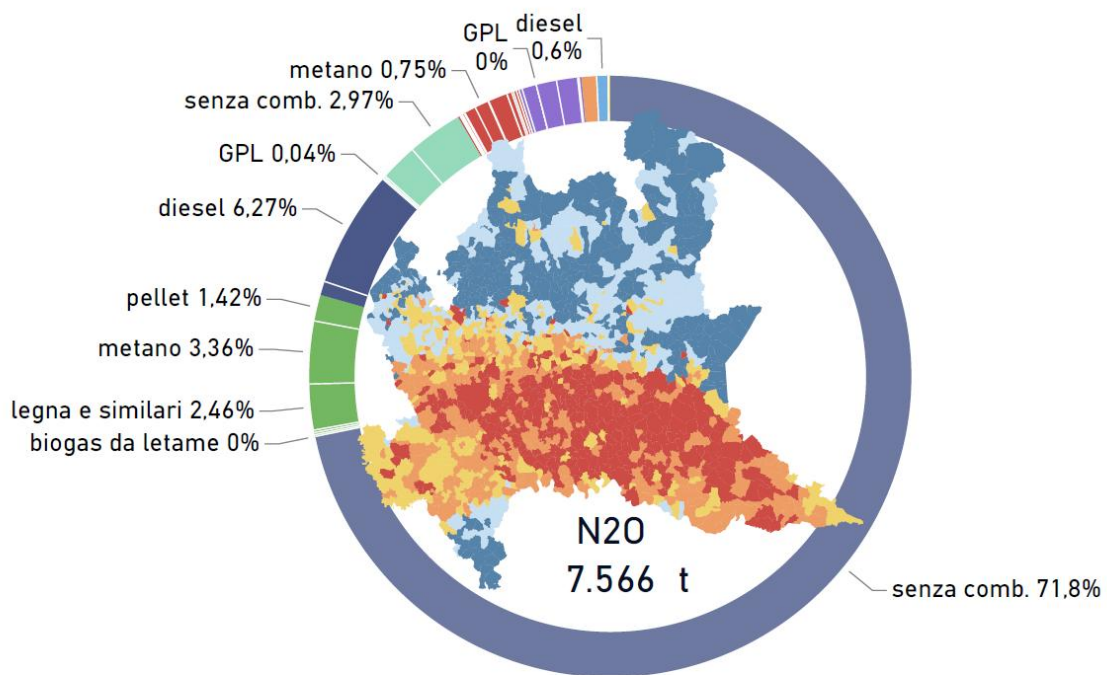 GPL
0%
diesel
0,6%
metano 0,75%
senza comb. 2,97%
GPL 0,04%
diesel 6,27%
pellet 1,42%
metano 3,36%
legna e similari 2,46%
biogas da letame 0%
N2O
7.566 t
senza comb. 71,8%